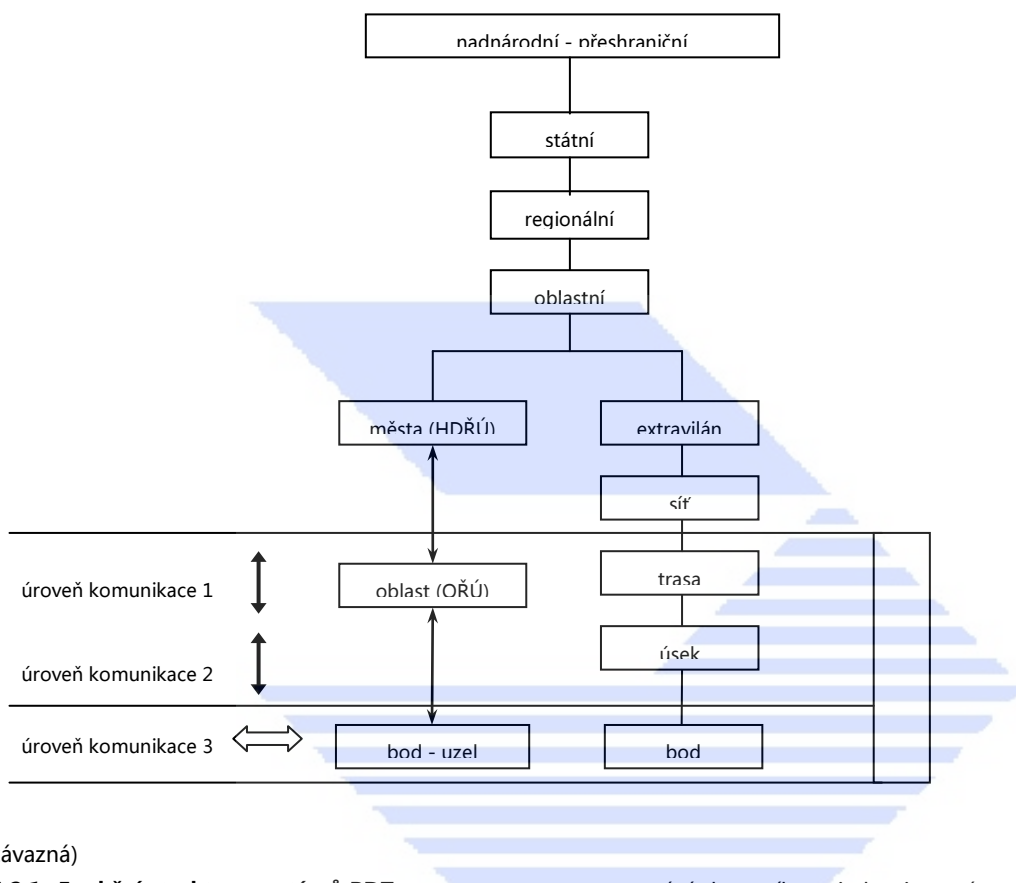 nadnárodní - přeshraniční
státní
regionální
oblastní
města (HDŘÚ)
extravilán
síť
úroveň komunikace 1
oblast (OŘÚ)
trasa
úsek
úroveň komunikace 2
úroveň komunikace 3
bod - uzel
bod
ávazná)